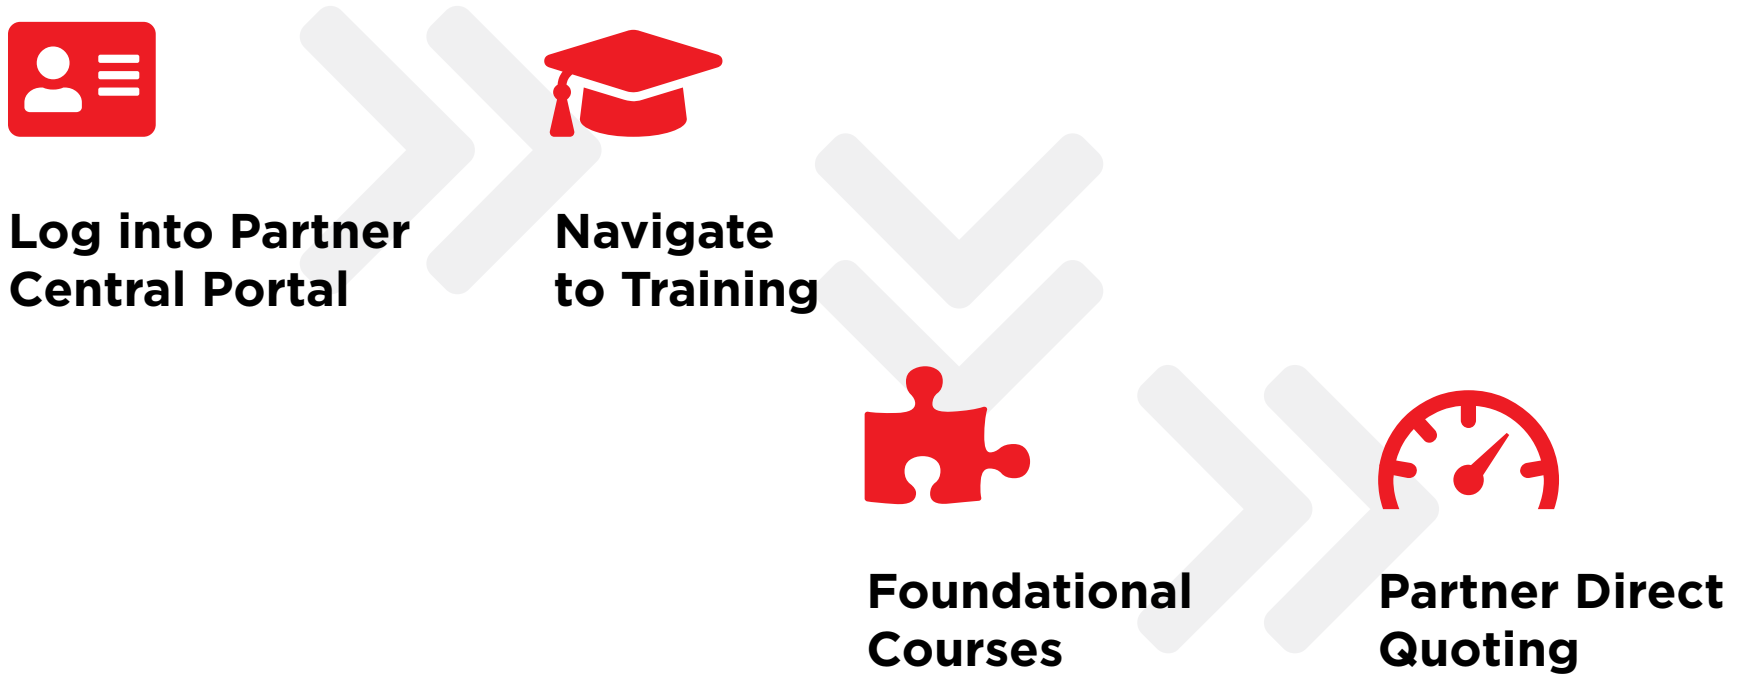 Log into Partner
Central Portal
Navigate
to Training
Foundational
Courses
Partner Direct
Quoting